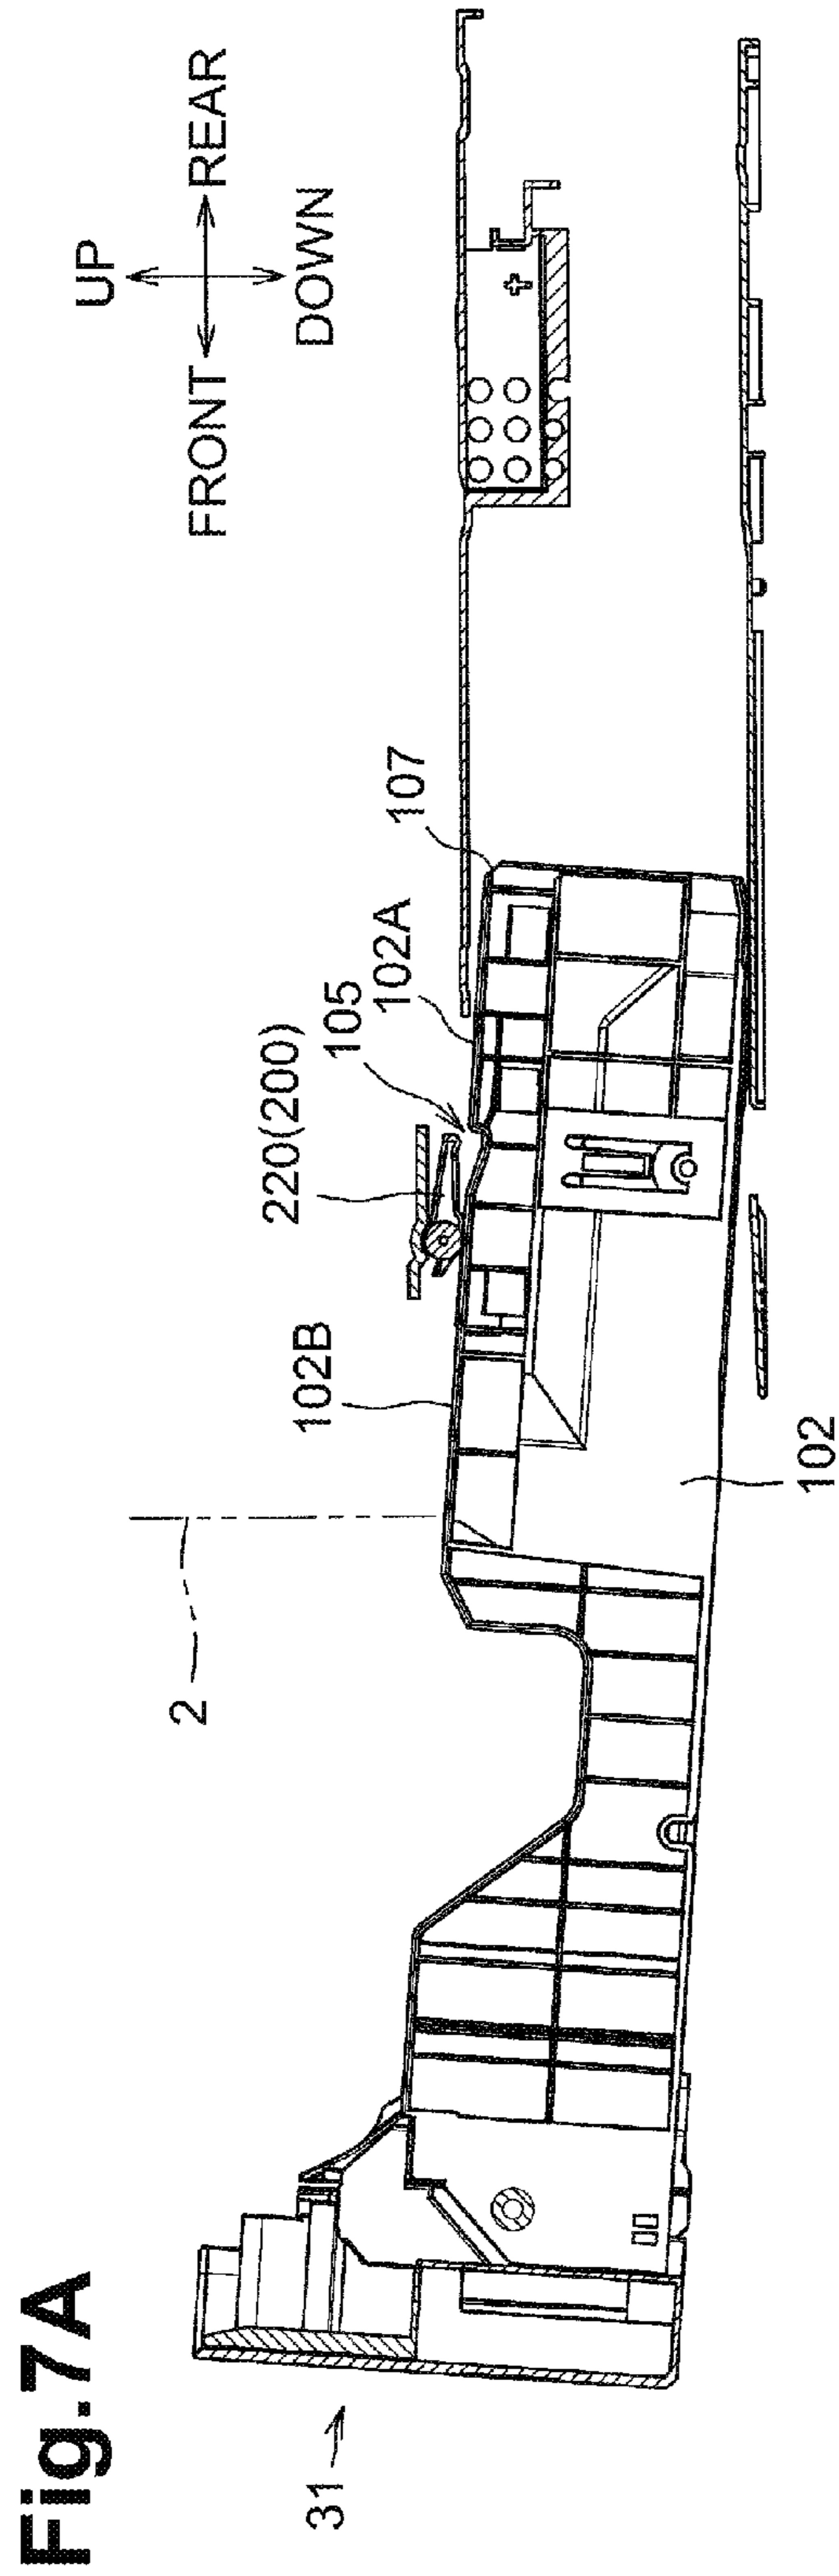 Fig.7A
UP
FRONT
REAR
DOWN
31
2
102B
220(200)
105
102A
107
102